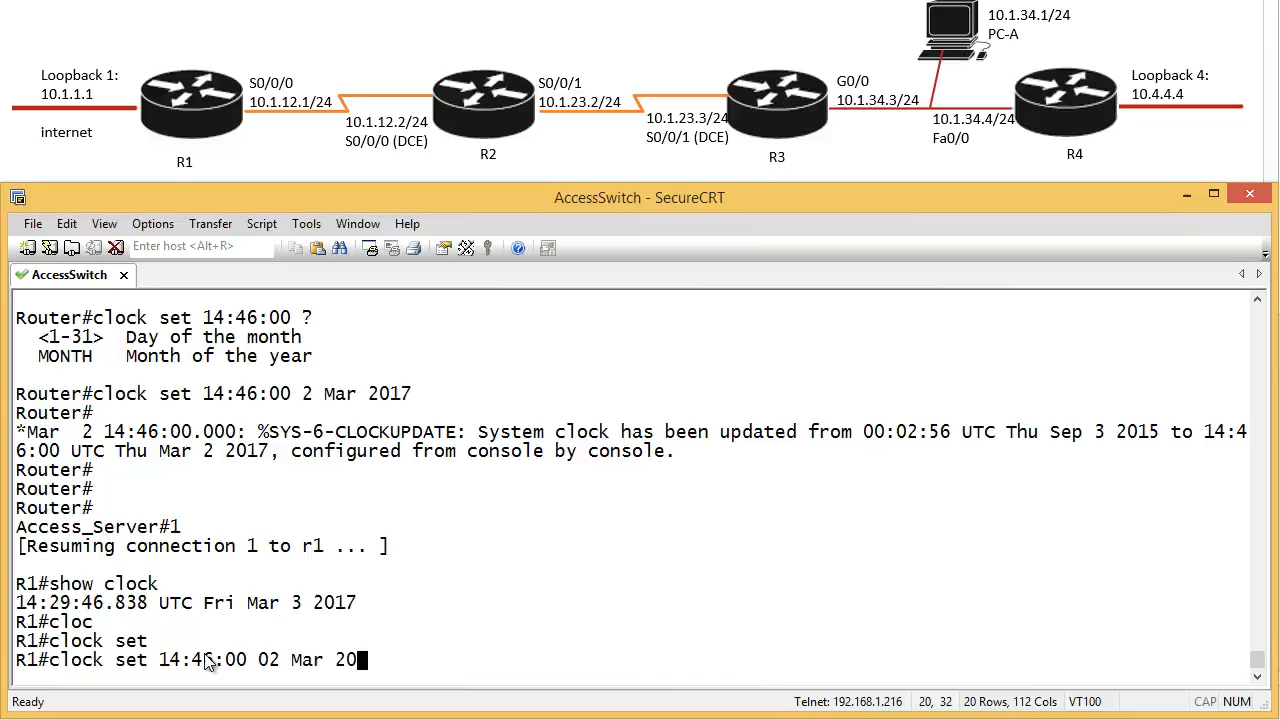 10.1.34.1/24
PC-A
Loopback 1:
10.1.1.1
internet
S0/0/0
10.1.12.1/24
10.1.12.2/24
S0/0/0 (DCE)
S0/0/1
10.1.23.2/24
10.1.23.3/24
S0/0/1 (DCE)
G0/0
10.1.34.3/24
10.1.34.4/24
Fa0/0
Loopback 4:
10.4.4.4
R1
R2
R3
R4
AccessSwitch - SecureCRT
File Edit View Options Transfer Script Tools Window Help
Enter host <Alt+R>
AccessSwitch
Router#clock set 14:46:00 ?
<1-31> Day of the month
MONTH Month of the year
Router#clock set 14:46:00 2 Mar 2017
Router#
*Mar 2 14:46:00.000: %SYS-6-CLOCKUPDATE: System clock has been updated from 00:02:56 UTC Thu Sep 3 2015 to 14:4
6:00 UTC Thu Mar 2 2017, configured from console by console.
Router#
Router#
Router#
Access_Server#1
[Resuming connection 1 to r1 ... ]
R1#show clock
14:29:46.838 UTC Fri Mar 3 2017
R1#cloc
R1#clock set
R1#clock set 14:46:00 02 Mar 20
Ready
Telnet: 192.168.1.216 20, 32 20 Rows, 112 Cols VT100 CAP NUM